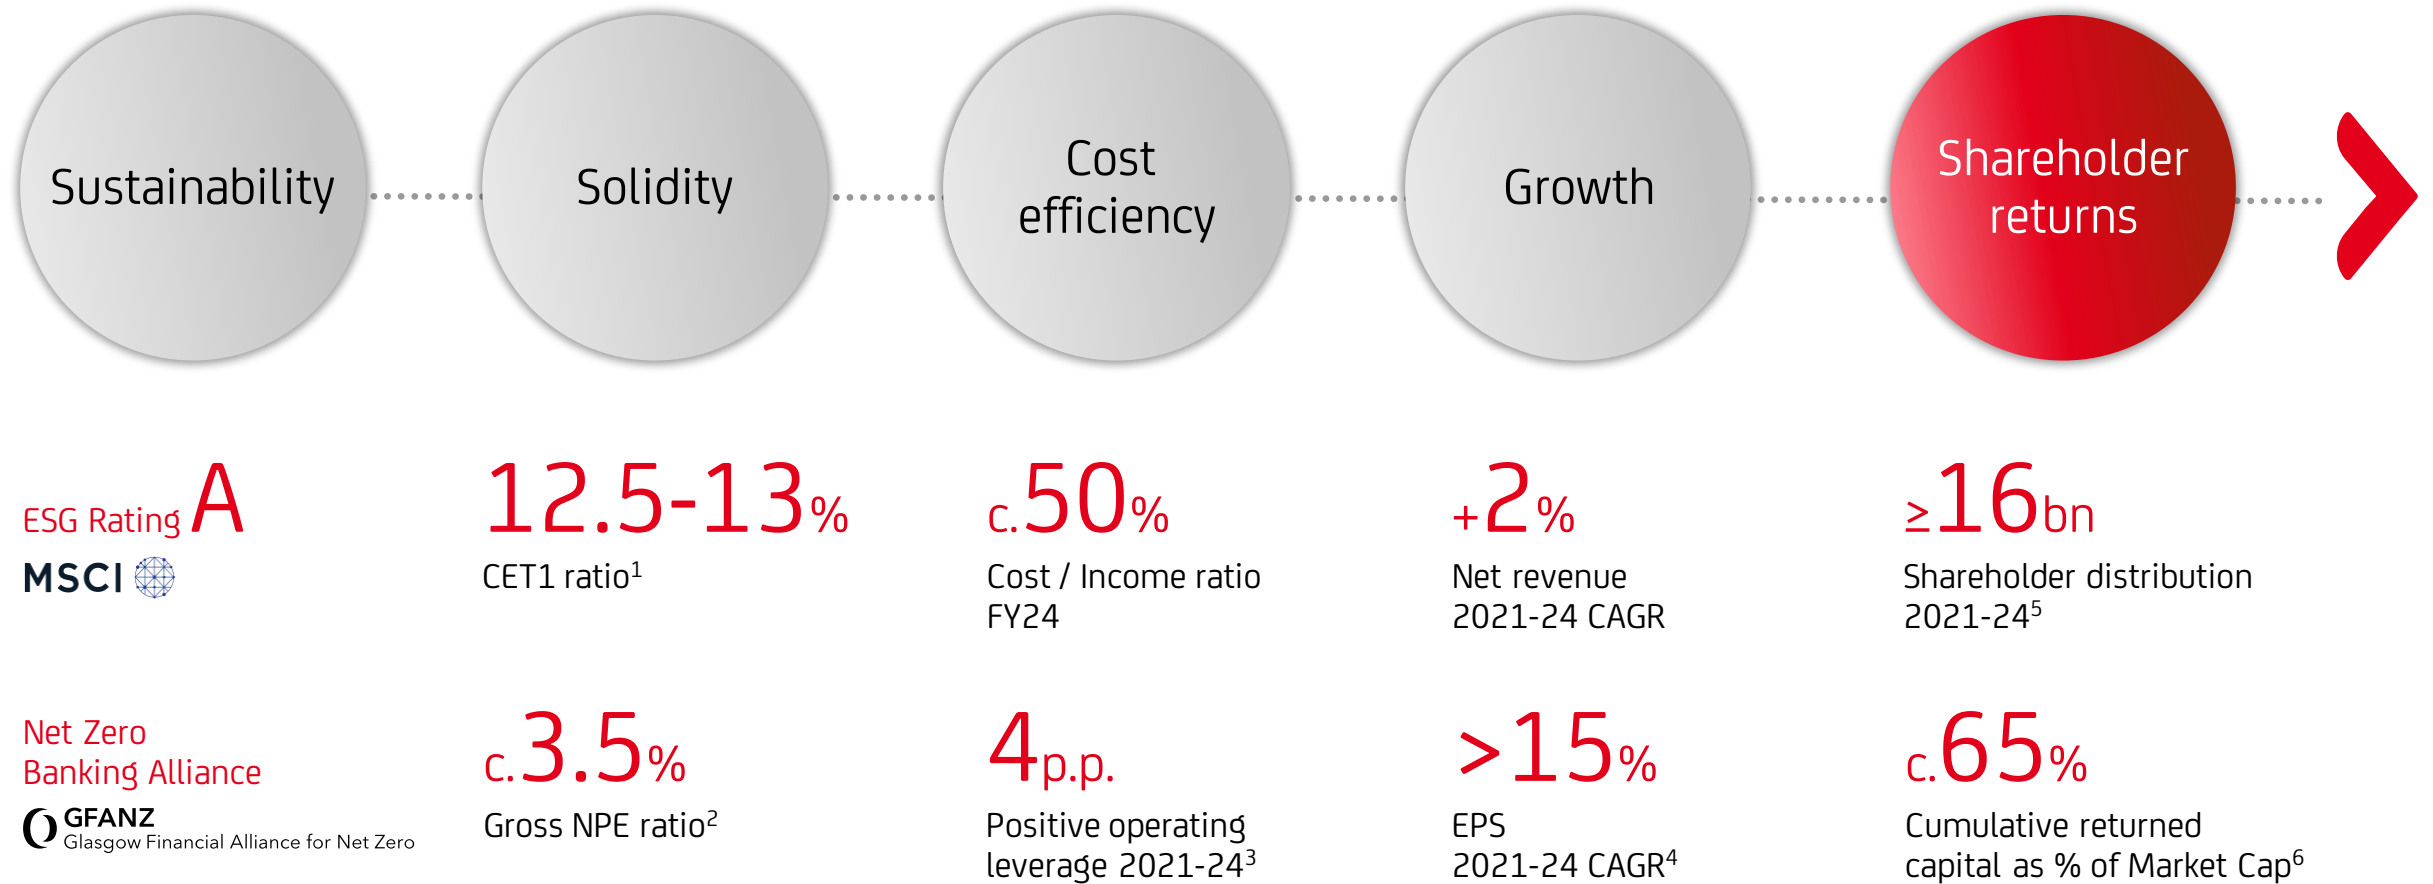 Sustainability
Solidity
Cost
efficiency
Growth
Shareholder
returns
ESG Rating A
MSCI
12.5-13%
CET1 ratio¹
c.50%
Cost / Income ratio
FY24
+2%
Net revenue
2021-24 CAGR
≥16bn
Shareholder distribution
2021-24⁵
Net Zero
Banking Alliance
GFANZ
Glasgow Financial Alliance for Net Zero
c.3.5%
Gross NPE ratio²
4p.p.
Positive operating
leverage 2021-24³
>15%
EPS
2021-24 CAGR⁴
c.65%
Cumulative returned
capital as % of Market Cap⁶